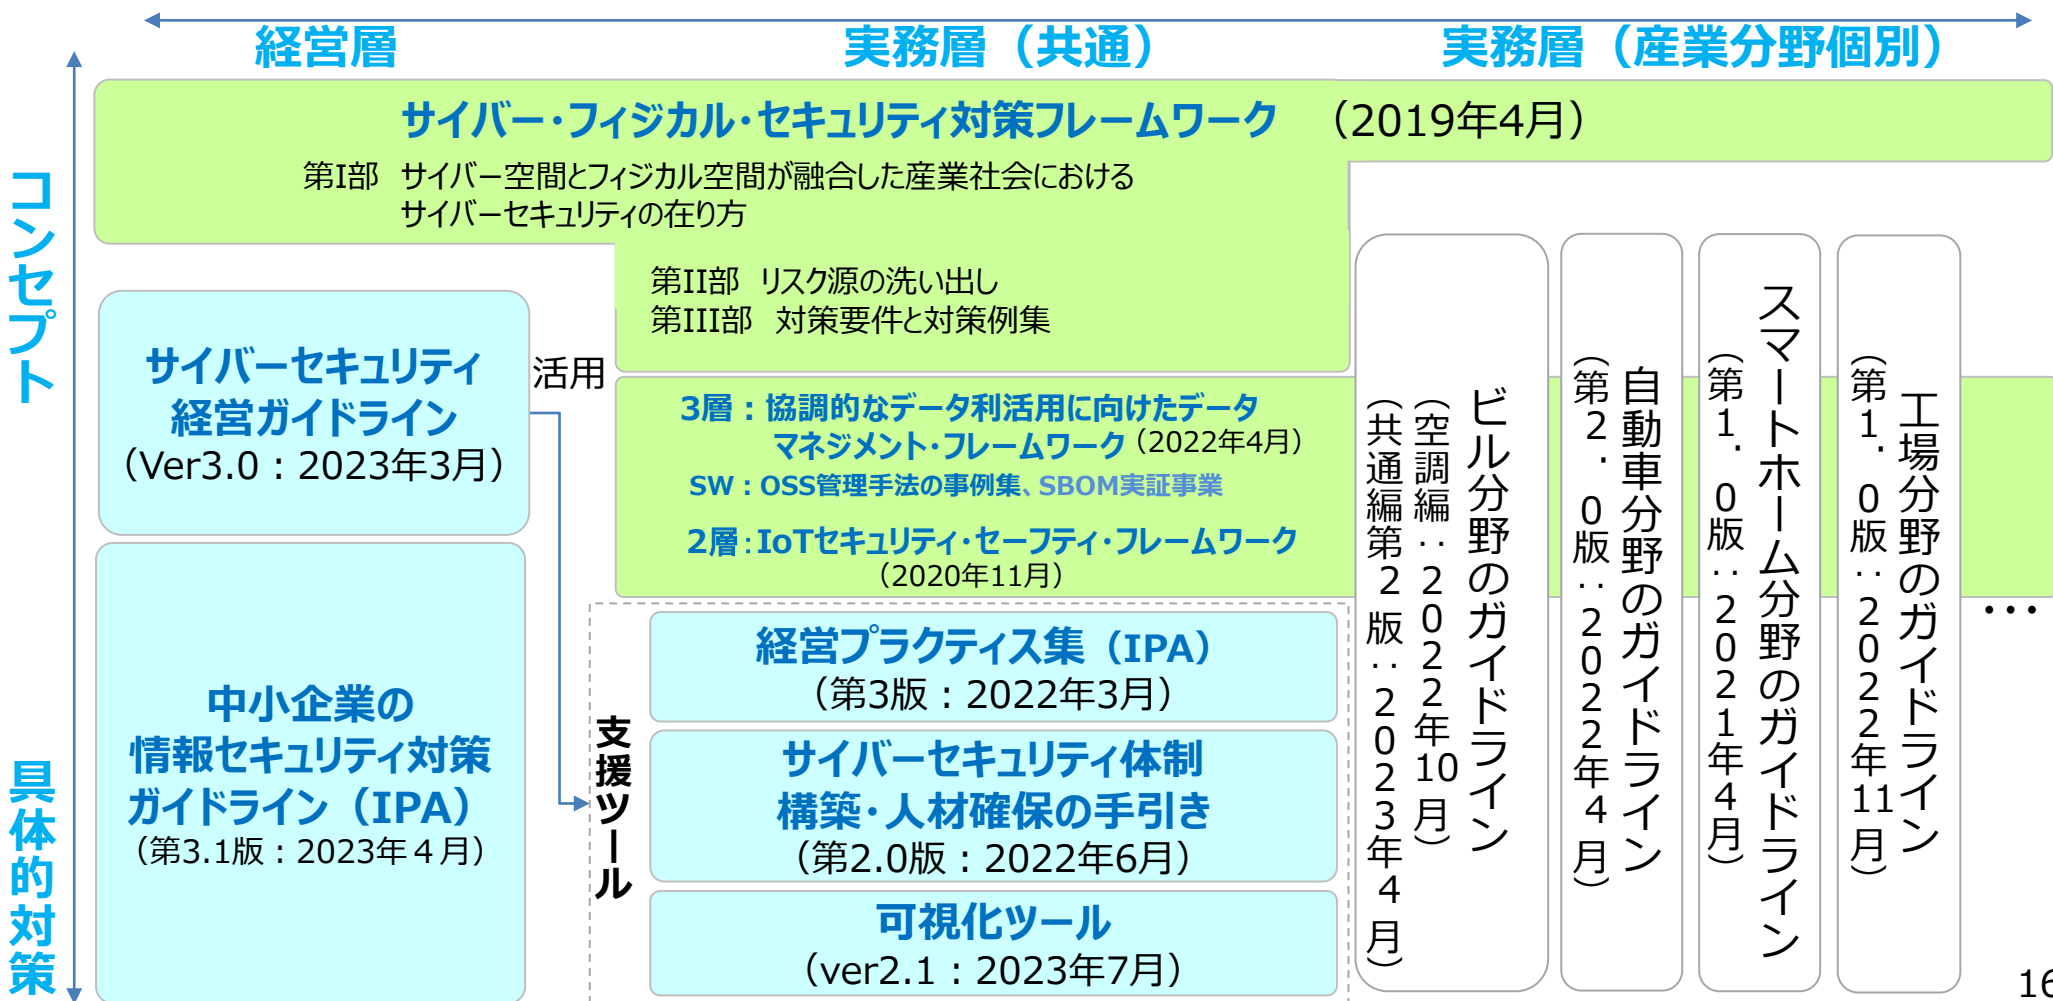 経営層
実務層（共通）
実務層（産業分野個別）
コンセプト
具体的対策
サイバー・フィジカル・セキュリティ対策フレームワーク （2019年4月）
第I部 サイバー空間とフィジカル空間が融合した産業社会における
サイバーセキュリティの在り方
第II部 リスク源の洗い出し
第III部 対策要件と対策例集
サイバーセキュリティ
経営ガイドライン
（Ver3.0：2023年3月）
活用
中小企業の
情報セキュリティ対策
ガイドライン（IPA）
（第3.1版：2023年４月）
3層：協調的なデータ利活用に向けたデータ
マネジメント・フレームワーク（2022年4月）
SW：OSS管理手法の事例集、SBOM実証事業
2層：IoTセキュリティ・セーフティ・フレームワーク
（2020年11月）
支援ツール
経営プラクティス集（IPA）
（第3版：2022年3月）
サイバーセキュリティ体制
構築・人材確保の手引き
（第2.0版：2022年6月）
可視化ツール
（ver2.1：2023年7月）
ビル分野のガイドライン
（空調編：２０２２年10月）
（共通編第２版：２０２３年４月）
自動車分野のガイドライン
（第２．０版：２０２２年４月）
スマートホーム分野のガイドライン
（第１．０版：２０２１年４月）
工場分野のガイドライン
（第１．０版：２０２２年11月）
…
16